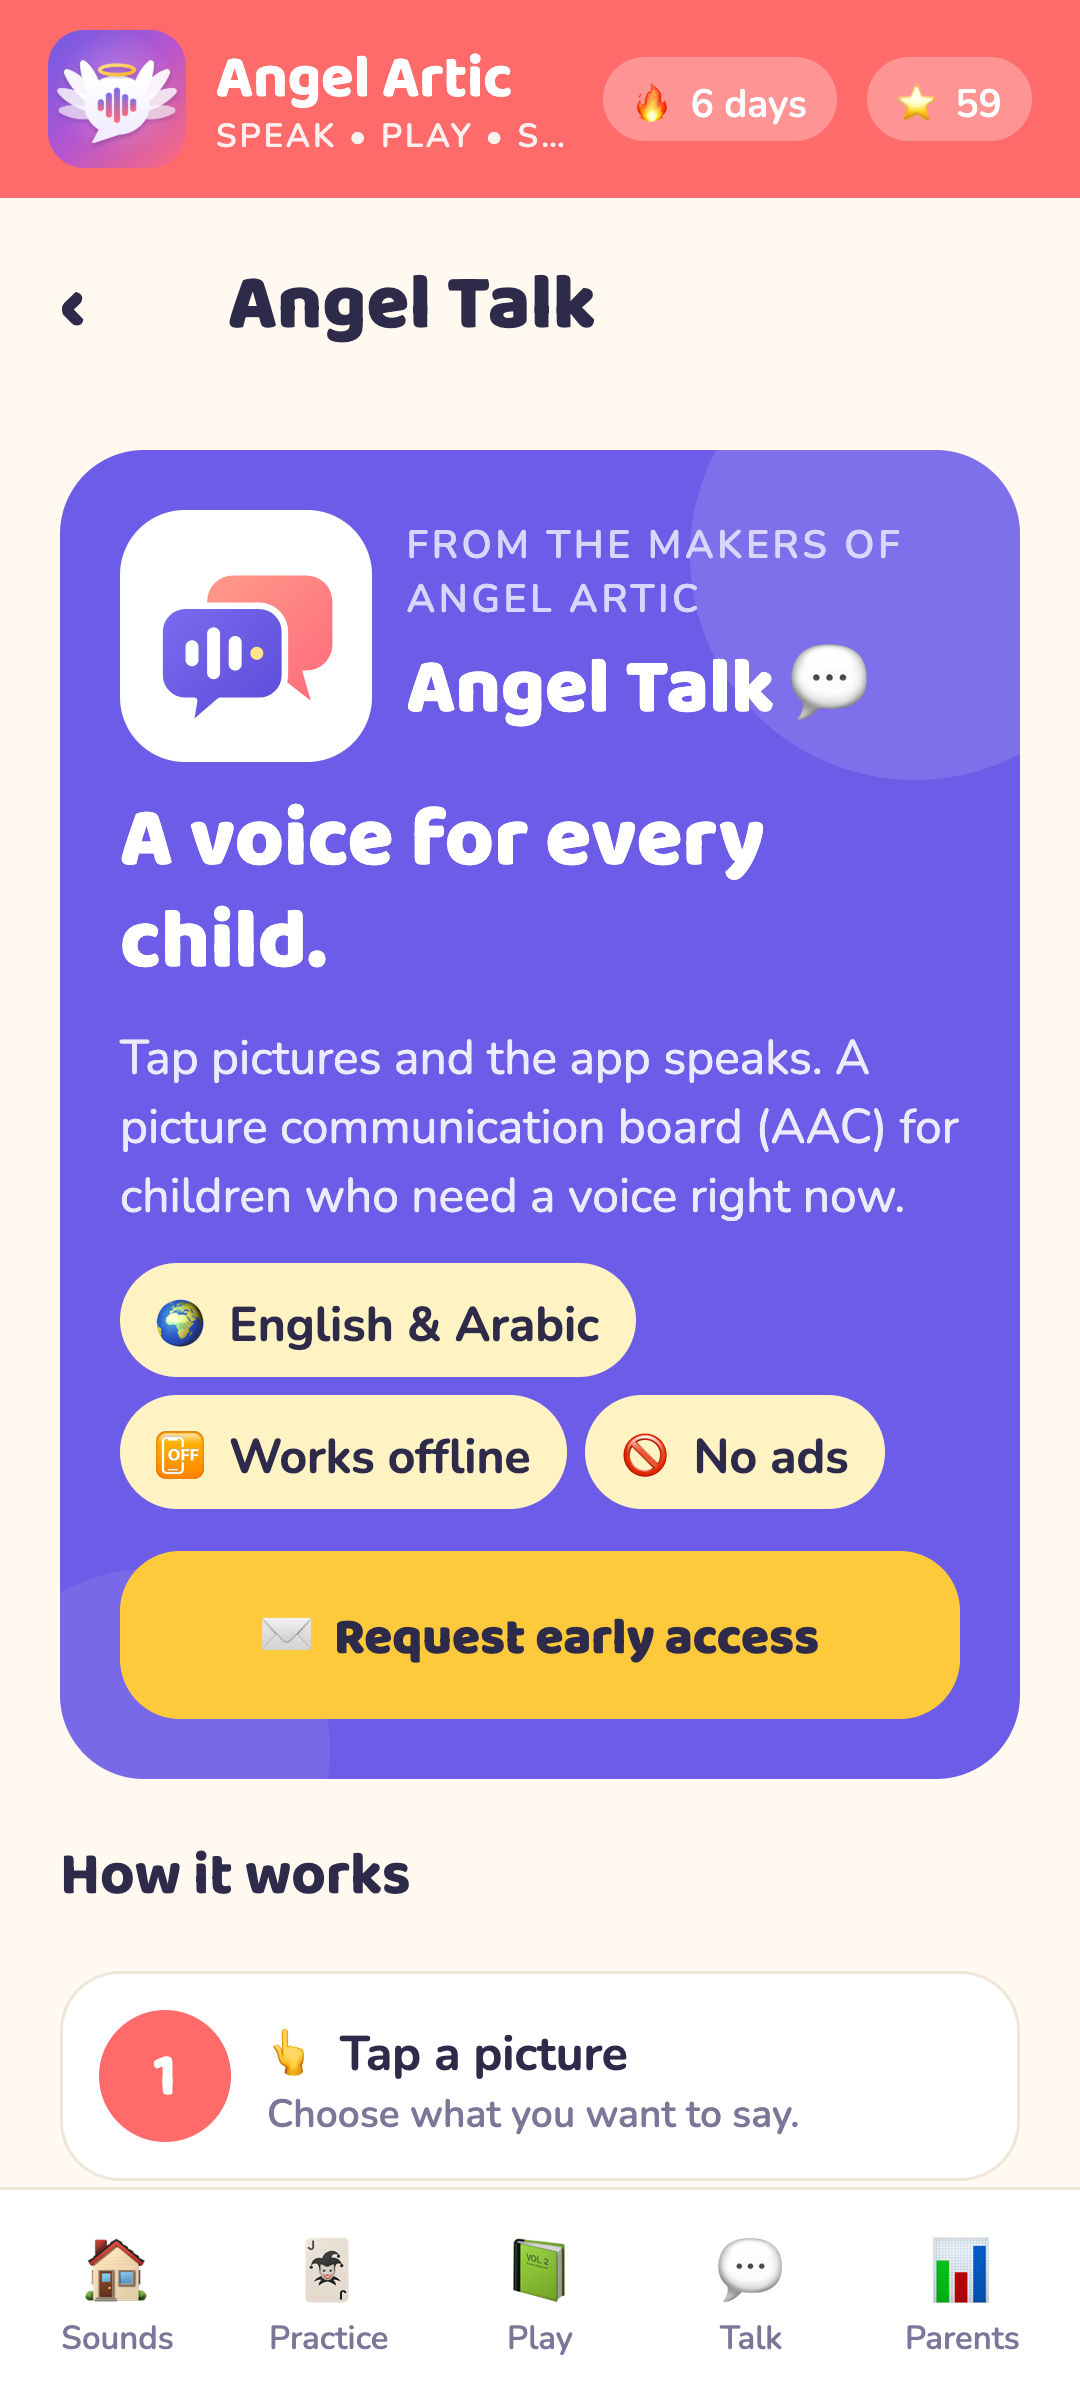 Angel Artic
SPEAK • PLAY • S...
6 days
59
‹ Angel Talk
FROM THE MAKERS OF
ANGEL ARTIC
Angel Talk
A voice for every
child.
Tap pictures and the app speaks. A
picture communication board (AAC) for
children who need a voice right now.
English & Arabic
OFF Works offline
No ads
Request early access
How it works
1
Tap a picture
Choose what you want to say.
Sounds
Practice
VOL. 2
Play
Talk
Parents